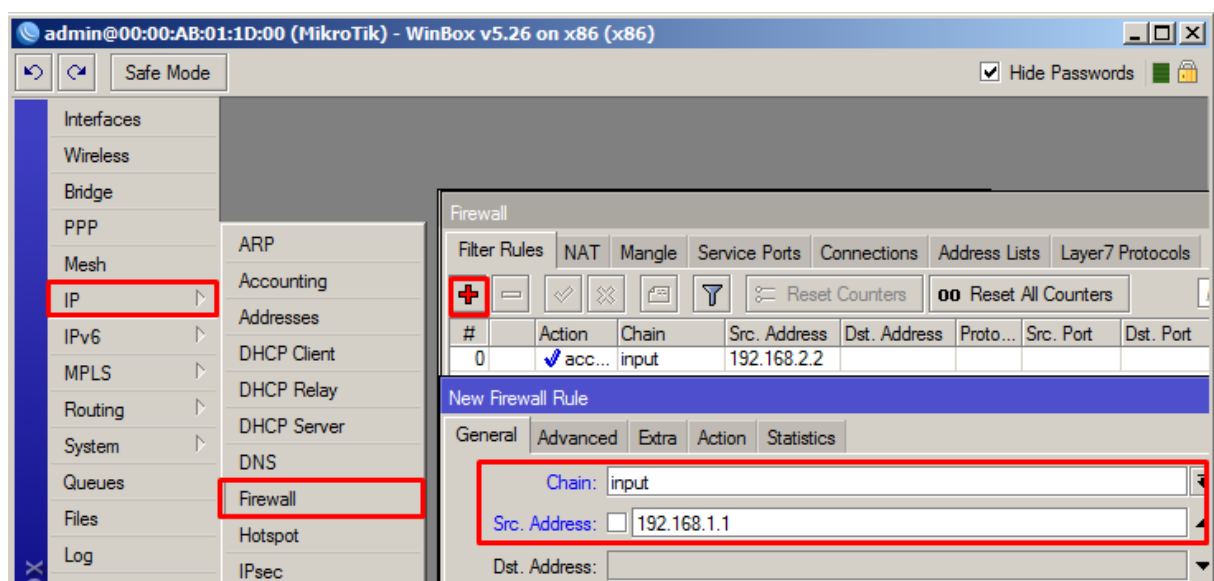 admin@00:00:AB:01:1D:00 (MikroTik) - WinBox v5.26 on x86 (x86)
Safe Mode
Hide Passwords
Interfaces
Wireless
Bridge
PPP
Mesh
IP
IPv6
MPLS
Routing
System
Queues
Files
Log
ARP
Accounting
Addresses
DHCP Client
DHCP Relay
DHCP Server
DNS
Firewall
Hotspot
IPsec
Firewall
Filter Rules NAT Mangle Service Ports Connections Address Lists Layer7 Protocols
Reset Counters 00 Reset All Counters
# Action Chain Src. Address Dst. Address Proto... Src. Port Dst. Port
0 acc... input 192.168.2.2
New Firewall Rule
General Advanced Extra Action Statistics
Chain: input
Src. Address: 192.168.1.1
Dst. Address: